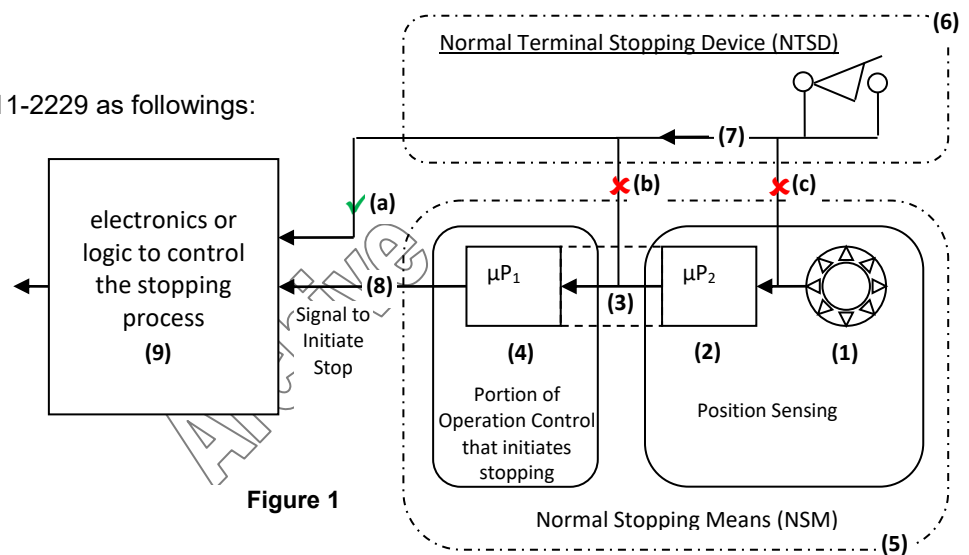 (6)
Normal Terminal Stopping Device (NTSD)
11-2229 as followings:
(7)
(b)
(c)
(a)
electronics or
logic to control
the stopping
process
(9)
(8)
Signal to
Initiate
Stop
µP1
(4)
Portion of
Operation Control
that initiates
stopping
(3)
µP2
(2)
(1)
Position Sensing
Archive
Figure 1
Normal Stopping Means (NSM)
(5)